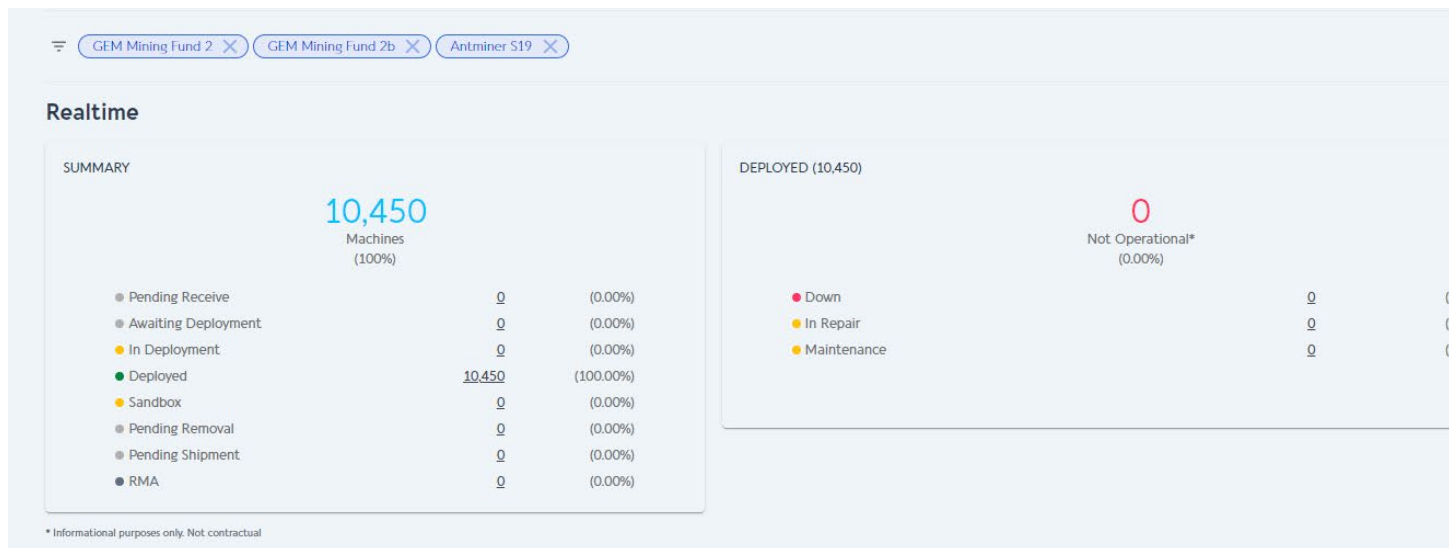 GEM Mining Fund 2 GEM Mining Fund 2b Antminer S19
Realtime
SUMMARY
10,450
Machines
(100%)
Pending Receive 0 (0.00%)
Awaiting Deployment 0 (0.00%)
In Deployment 0 (0.00%)
Deployed 10,450 (100.00%)
Sandbox 0 (0.00%)
Pending Removal 0 (0.00%)
Pending Shipment 0 (0.00%)
RMA 0 (0.00%)
DEPLOYED (10,450)
0
Not Operational*
(0.00%)
Down 0 (
In Repair 0 (
Maintenance 0 (
* Informational purposes only. Not contractual